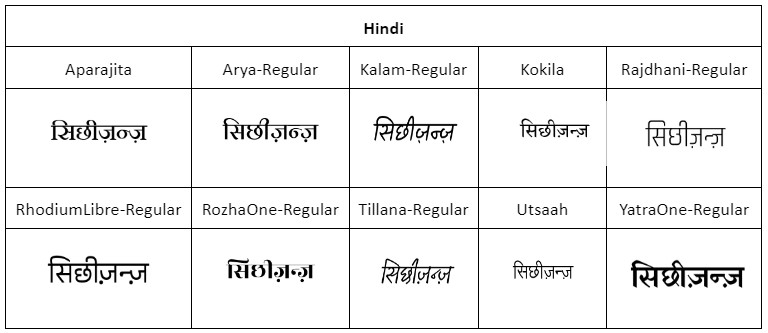 Hindi
Aparajita Arya-Regular Kalam-Regular Kokila Rajdhani-Regular
सिछीज़न्ज़ सिछीज़न्ज़ सिछीज़न्ज़ सिछीज़न्ज़ सिछीज़न्ज़
RhodiumLibre-Regular RozhaOne-Regular Tillana-Regular Utsaah YatraOne-Regular
सिछीज़न्ज़ सिछीज़न्ज़ सिछीज़न्ज़ सिछीज़न्ज़ सिछीज़न्ज़